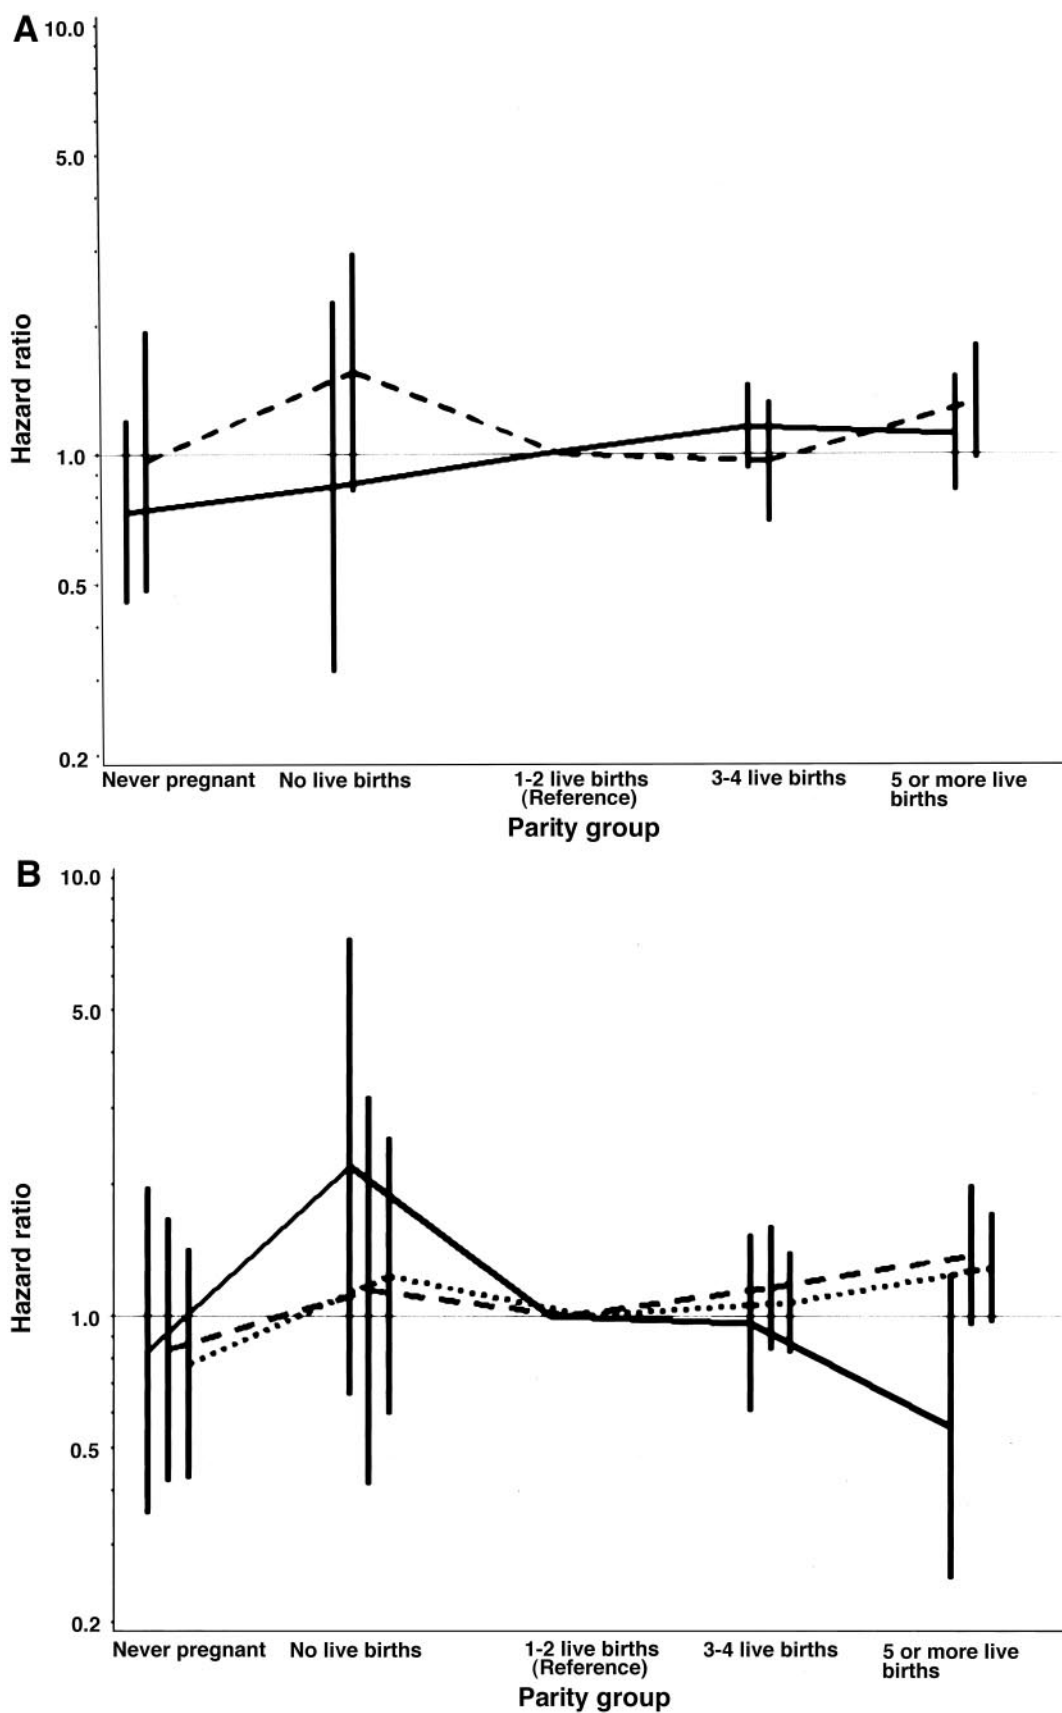 A
10.0
5.0
1.0
0.5
0.2
Hazard ratio
Never pregnant No live births 1-2 live births 3-4 live births 5 or more live
(Reference) births
Parity group
B
10.0
5.0
1.0
0.5
0.2
Hazard ratio
Never pregnant No live births 1-2 live births 3-4 live births 5 or more live
(Reference) births
Parity group